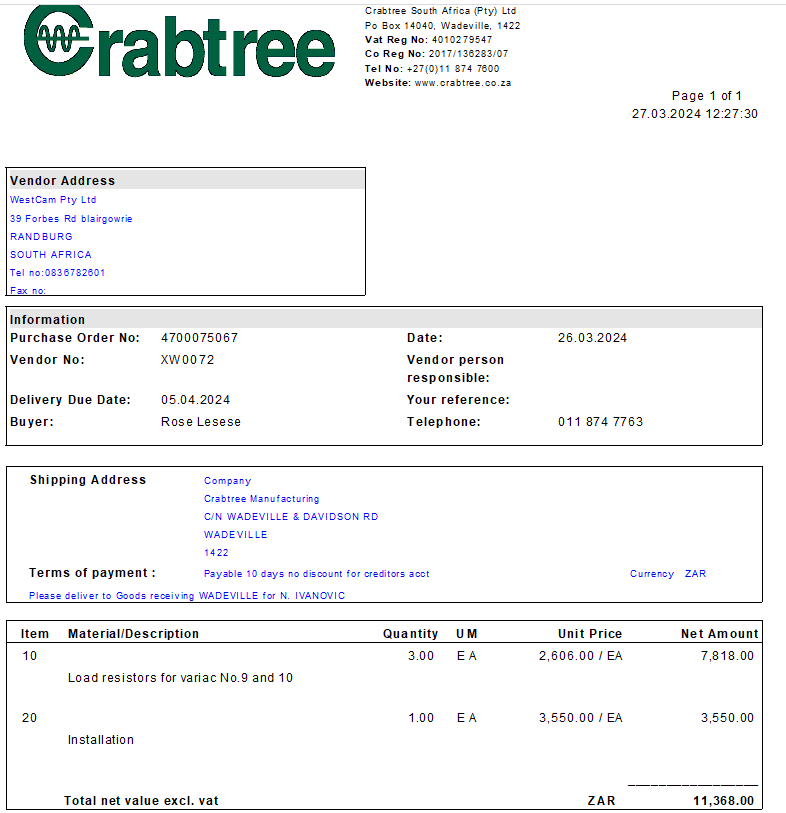 Crabtree
Crabtree South Africa (Pty) Ltd
Po Box 14040, Wadeville, 1422
Vat Reg No: 4010279547
Co Reg No: 2017/136283/07
Tel No: +27(0)11 874 7600
Website: www.crabtree.co.za
Page 1 of 1
27.03.2024 12:27:30
Vendor Address
WestCam Pty Ltd
39 Forbes Rd blairgowrie
RANDBURG
SOUTH AFRICA
Tel no:0836782601
Fax no:
Information
Purchase Order No: 4700075067 Date: 26.03.2024
Vendor No: XW0072 Vendor person
responsible:
Delivery Due Date: 05.04.2024 Your reference:
Buyer: Rose Lesese Telephone: 011 874 7763
Shipping Address Company
Crabtree Manufacturing
C/N WADEVILLE & DAVIDSON RD
WADEVILLE
1422
Terms of payment : Payable 10 days no discount for creditors acct Currency ZAR
Please deliver to Goods receiving WADEVILLE for N. IVANOVIC
Item Material/Description Quantity UM Unit Price Net Amount
10 3.00 EA 2,606.00 / EA 7,818.00
Load resistors for variac No.9 and 10
20 1.00 EA 3,550.00 / EA 3,550.00
Installation
Total net value excl. vat ZAR 11,368.00